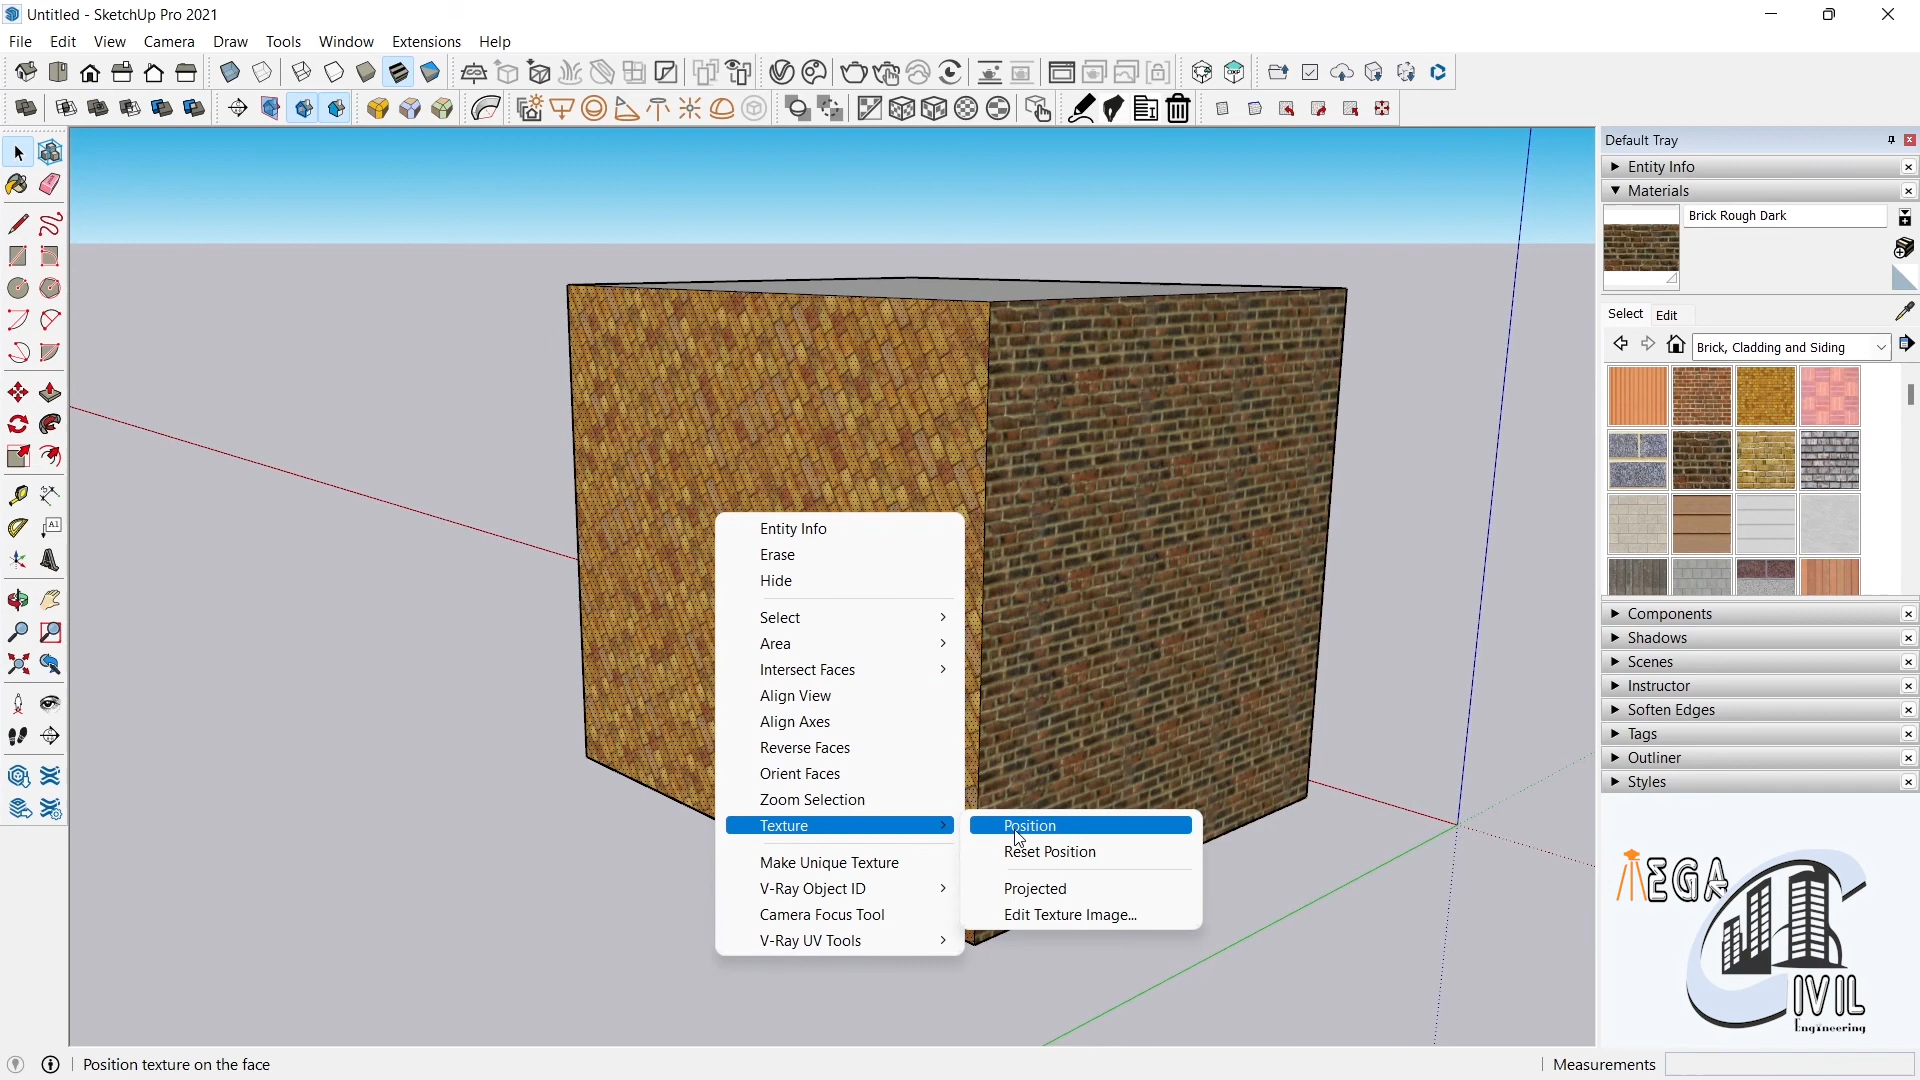 Untitled - SketchUp Pro 2021
File Edit View Camera Draw Tools Window Extensions Help
Default Tray
Entity Info
Materials
Brick Rough Dark
Select Edit
Brick, Cladding and Siding
Entity Info
Erase
Hide
Select
Area
Intersect Faces
Align View
Align Axes
Reverse Faces
Orient Faces
Zoom Selection
Texture
Make Unique Texture
V-Ray Object ID
Camera Focus Tool
V-Ray UV Tools
Position
Reset Position
Projected
Edit Texture Image...
Components
Shadows
Scenes
Instructor
Soften Edges
Tags
Outliner
Styles
MEGA
CIVIL
Engineering
Position texture on the face
Measurements